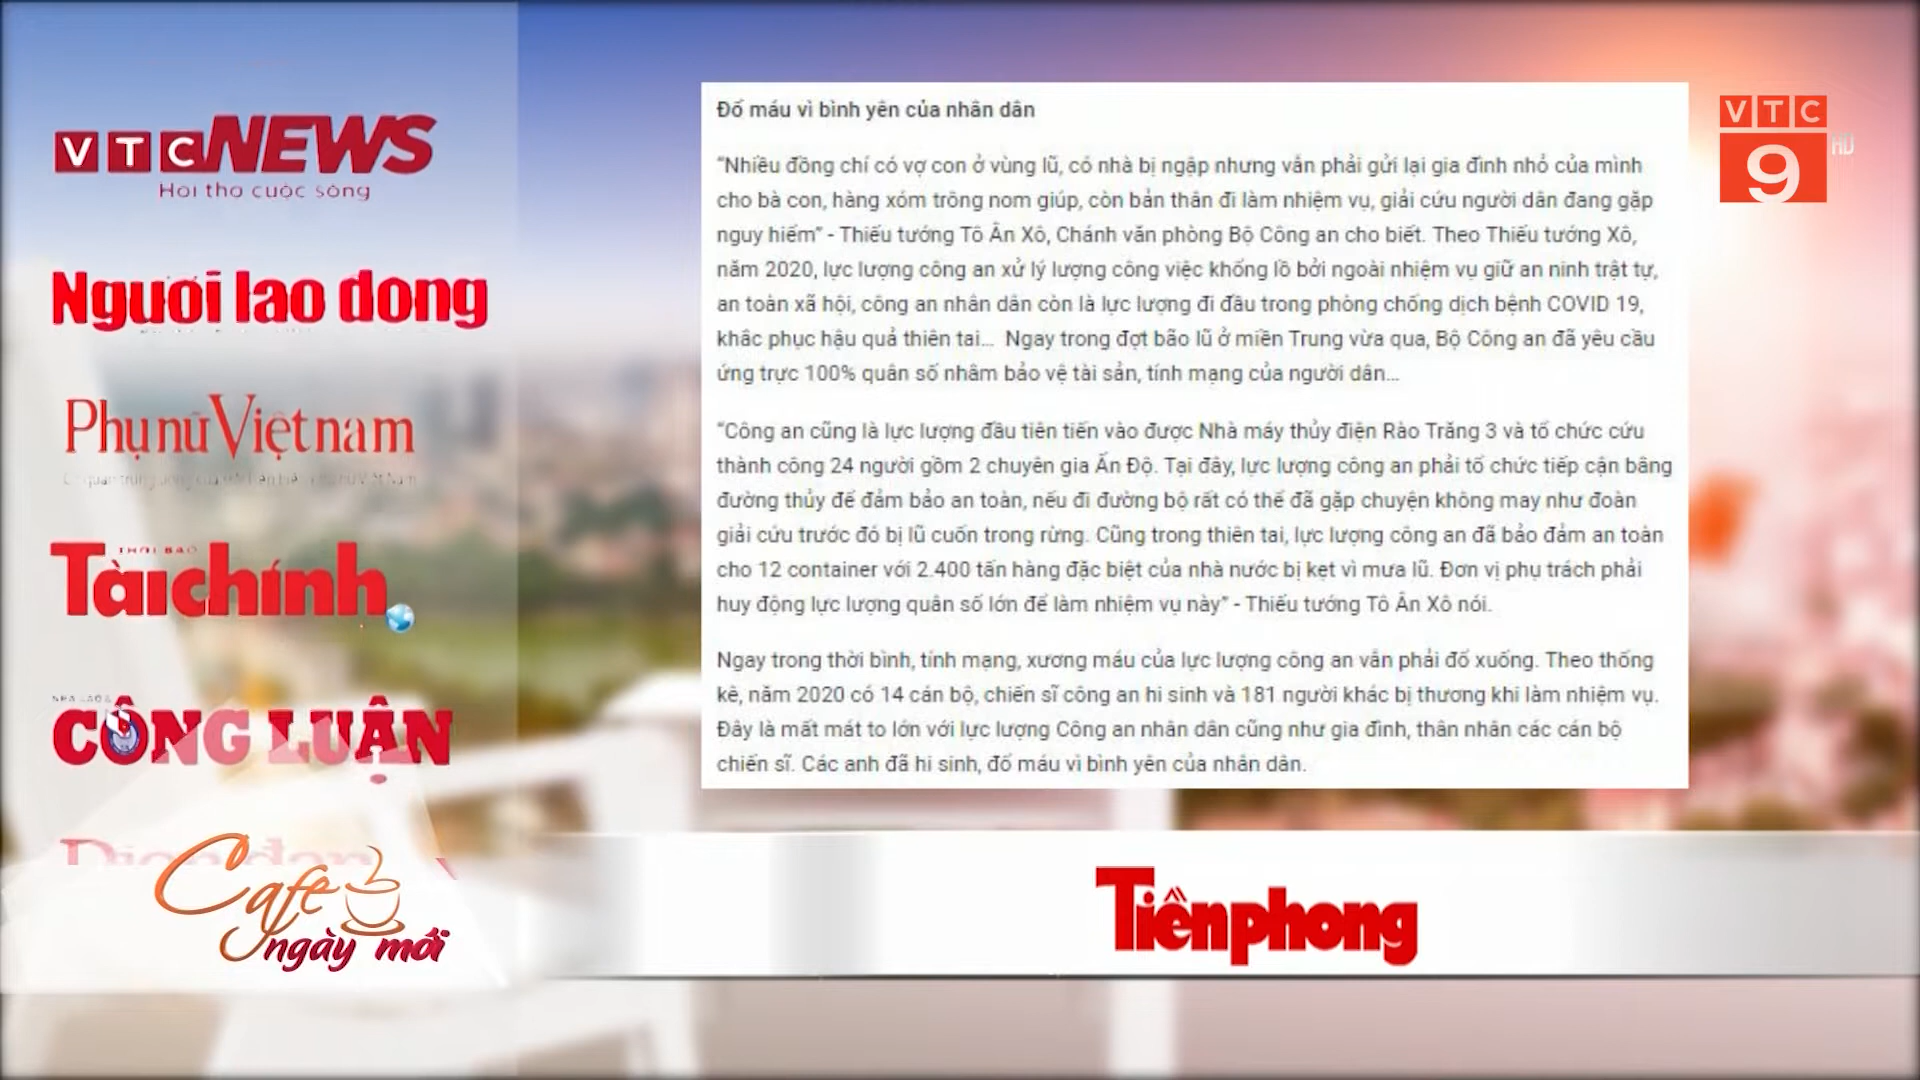 VTC NEWS
Hơi thở cuộc sống
Người lao động
Phụ nữ Việt nam
THỜI BÁO
Tài chính
CÔNG LUẬN
Cafe
ngày mới
Đổ máu vì bình yên của nhân dân
“Nhiều đồng chí có vợ con ở vùng lũ, có nhà bị ngập nhưng vẫn phải gửi lại gia đình nhỏ của mình
cho bà con, hàng xóm trông nom giúp, còn bản thân đi làm nhiệm vụ, giải cứu người dân đang gặp
nguy hiểm” - Thiếu tướng Tô Ân Xô, Chánh văn phòng Bộ Công an cho biết. Theo Thiếu tướng Xô,
năm 2020, lực lượng công an xử lý lượng công việc khổng lồ bởi ngoài nhiệm vụ giữ an ninh trật tự,
an toàn xã hội, công an nhân dân còn là lực lượng đi đầu trong phòng chống dịch bệnh COVID 19,
khắc phục hậu quả thiên tai... Ngay trong đợt bão lũ ở miền Trung vừa qua, Bộ Công an đã yêu cầu
ứng trực 100% quân số nhằm bảo vệ tài sản, tính mạng của người dân...
“Công an cũng là lực lượng đầu tiên tiến vào được Nhà máy thủy điện Rào Trăng 3 và tổ chức cứu
thành công 24 người gồm 2 chuyên gia Ấn Độ. Tại đây, lực lượng công an phải tổ chức tiếp cận bằng
đường thủy để đảm bảo an toàn, nếu đi đường bộ rất có thể đã gặp chuyện không may như đoàn
giải cứu trước đó bị lũ cuốn trong rừng. Cũng trong thiên tai, lực lượng công an đã bảo đảm an toàn
cho 12 container với 2.400 tấn hàng đặc biệt của nhà nước bị kẹt vì mưa lũ. Đơn vị phụ trách phải
huy động lực lượng quân số lớn để làm nhiệm vụ này” - Thiếu tướng Tô Ân Xô nói.
Ngay trong thời bình, tính mạng, xương máu của lực lượng công an vẫn phải đổ xuống. Theo thống
kê, năm 2020 có 14 cán bộ, chiến sĩ công an hi sinh và 181 người khác bị thương khi làm nhiệm vụ.
Đây là mất mát to lớn với lực lượng Công an nhân dân cũng như gia đình, thân nhân các cán bộ
chiến sĩ. Các anh đã hi sinh, đổ máu vì bình yên của nhân dân.
Tiền phong
VTC
9
HD